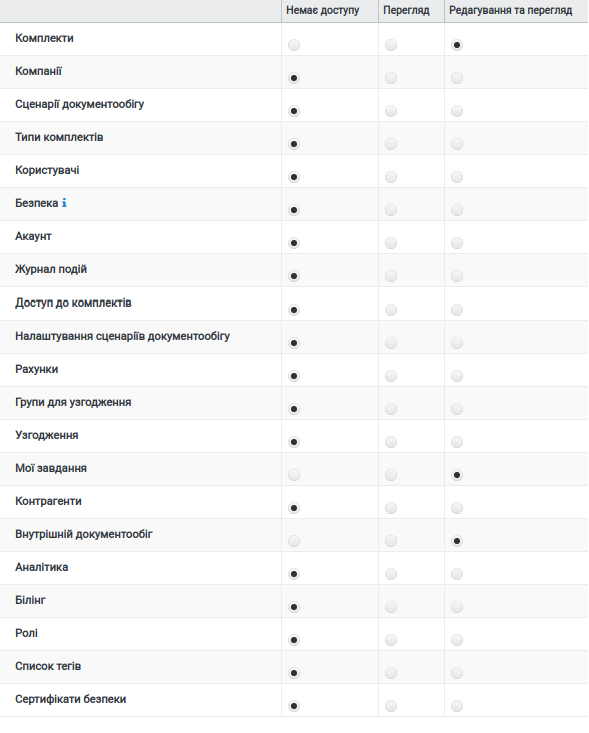 Немає доступу Перегляд Редагування та перегляд
Комплекти
Компанії
Сценарії документообігу
Типи комплектів
Користувачі
Безпека
Акаунт
Журнал подій
Доступ до комплектів
Налаштування сценаріїв документообігу
Рахунки
Групи для узгодження
Узгодження
Мої завдання
Контрагенти
Внутрішній документообіг
Аналітика
Білінг
Ролі
Список тегів
Сертифікати безпеки